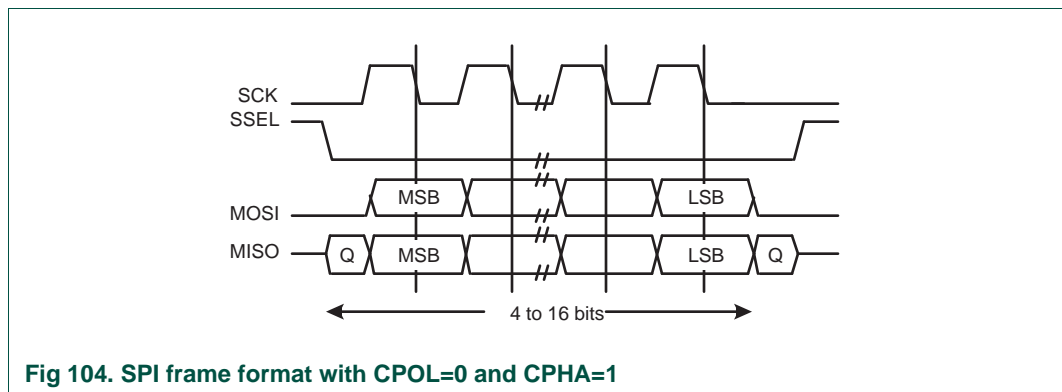 SCK
SSEL
MOSI
MSB
LSB
MISO
Q
MSB
LSB
Q
4 to 16 bits
Fig 104. SPI frame format with CPOL=0 and CPHA=1